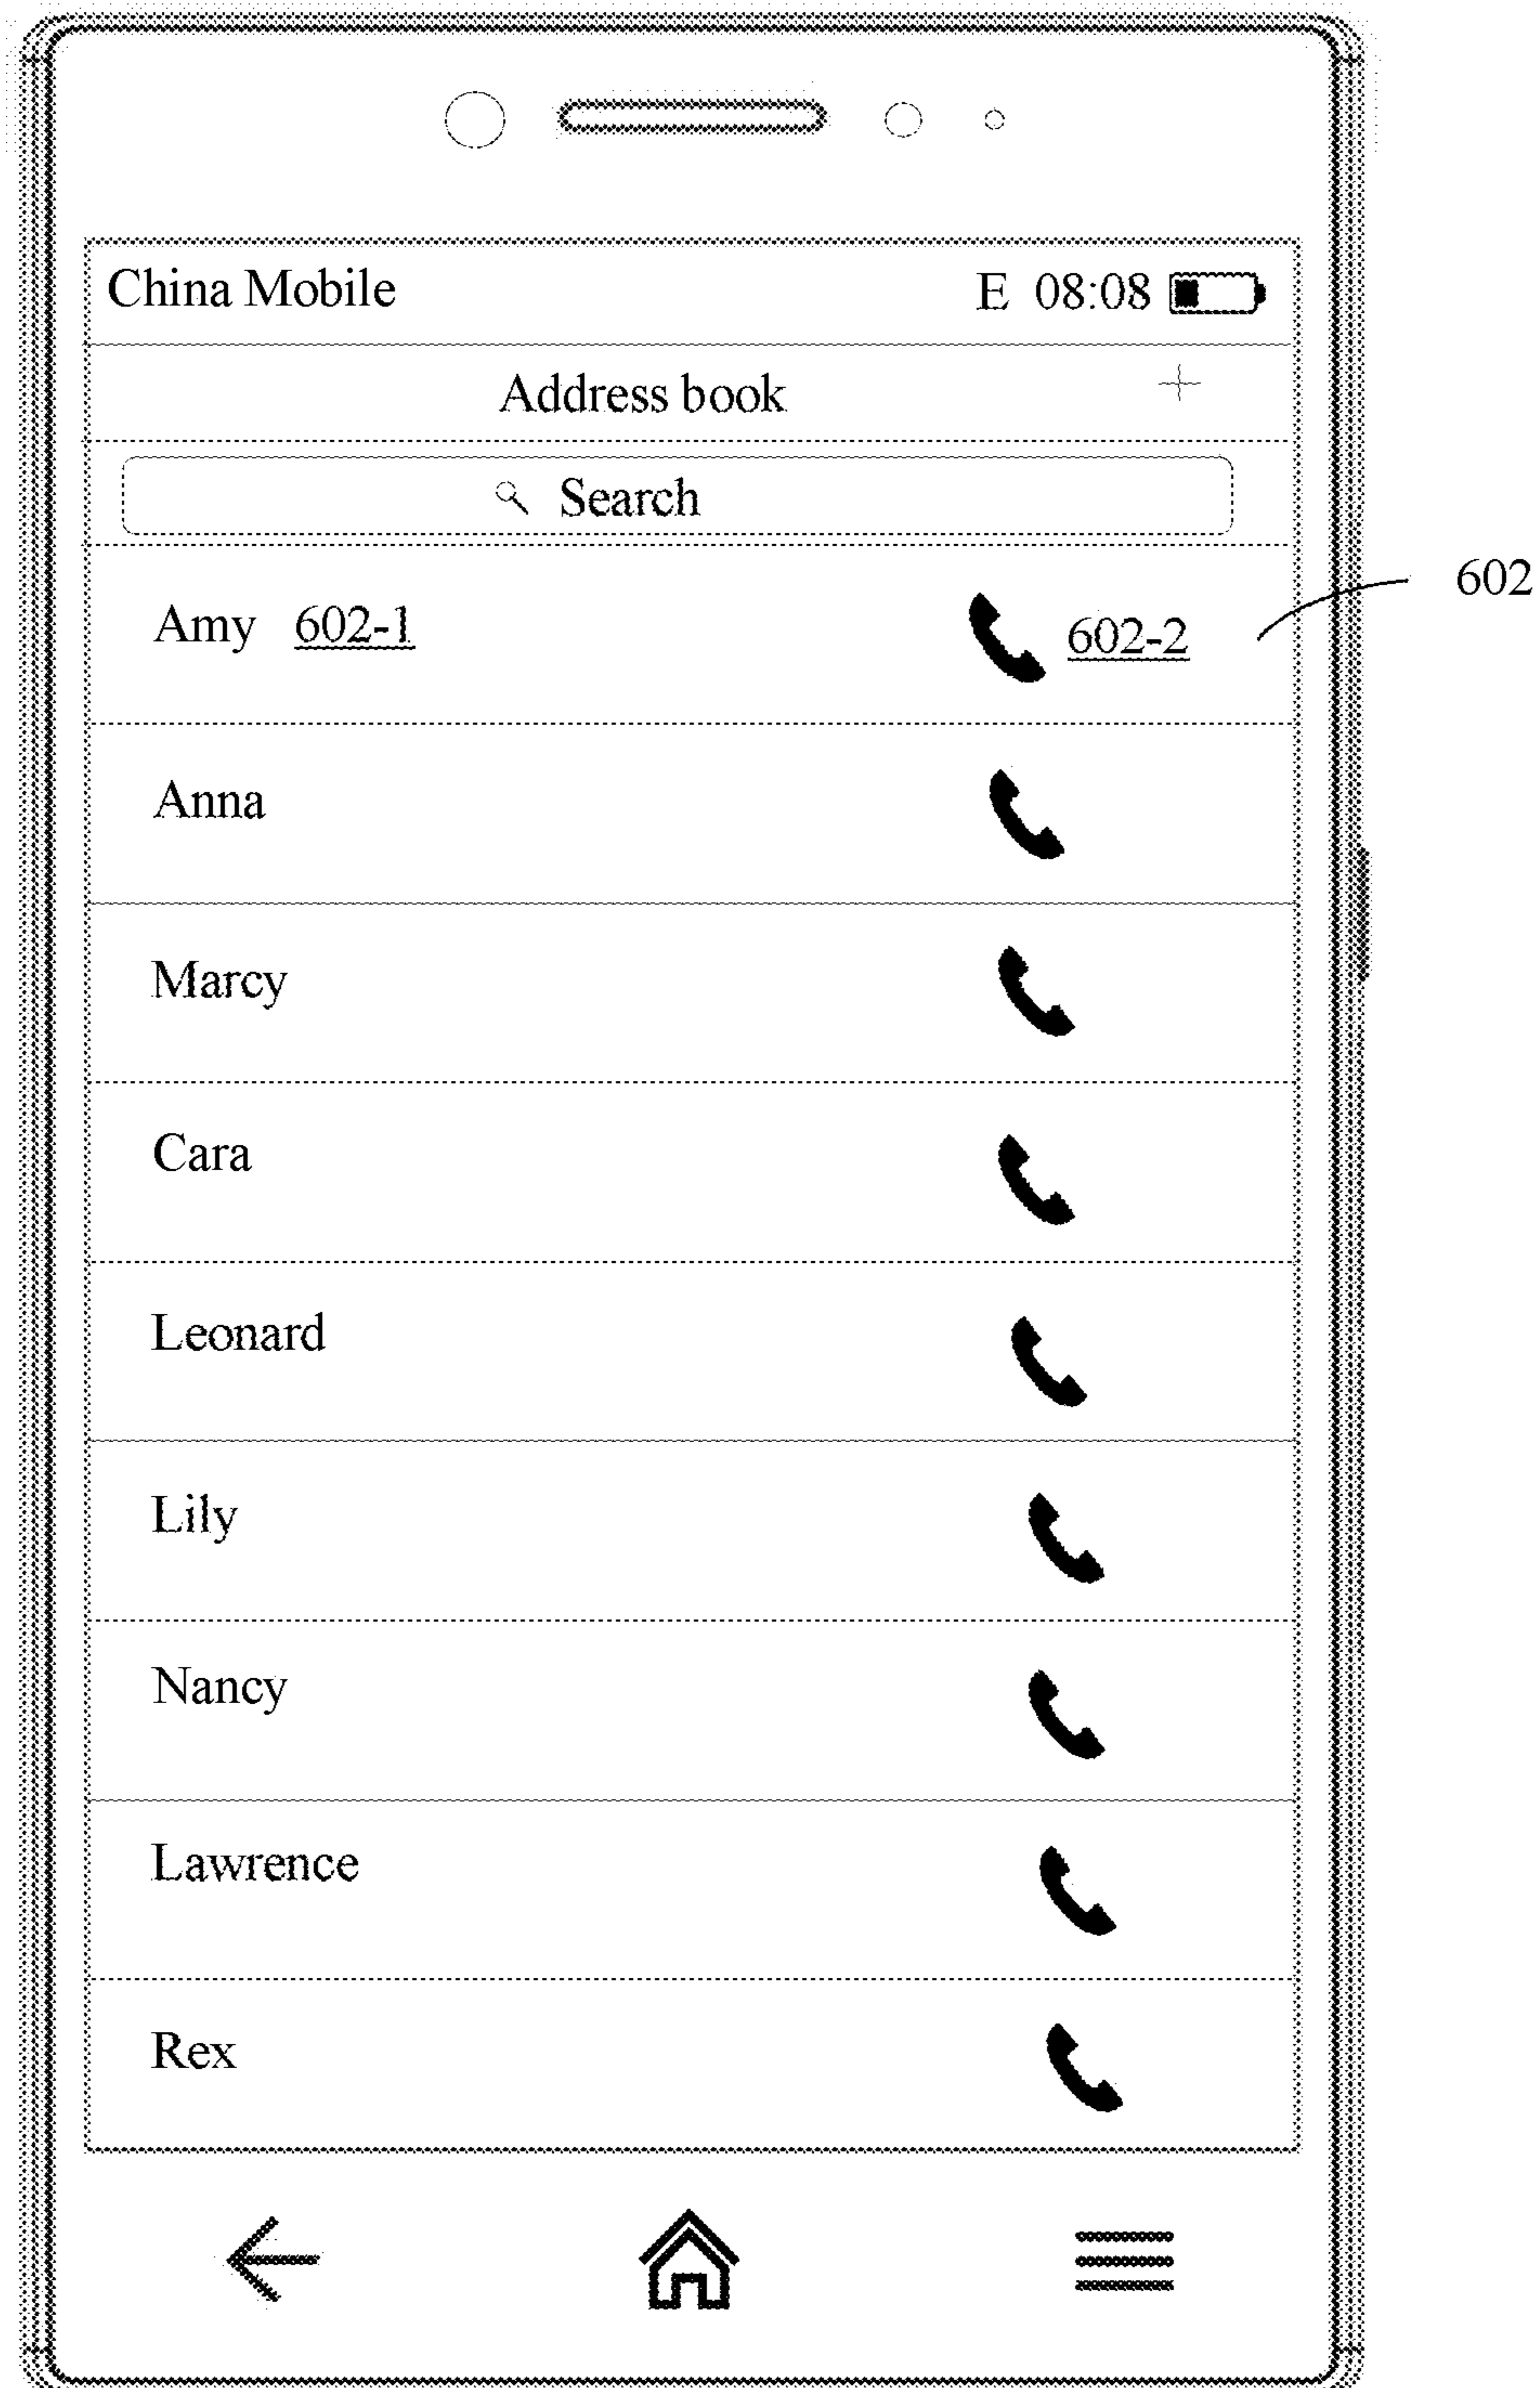 China Mobile E 08:08
Address book
Search
602
Amy 602-1 602-2
Anna
Marcy
Cara
Leonard
Lily
Nancy
Lawrence
Rex